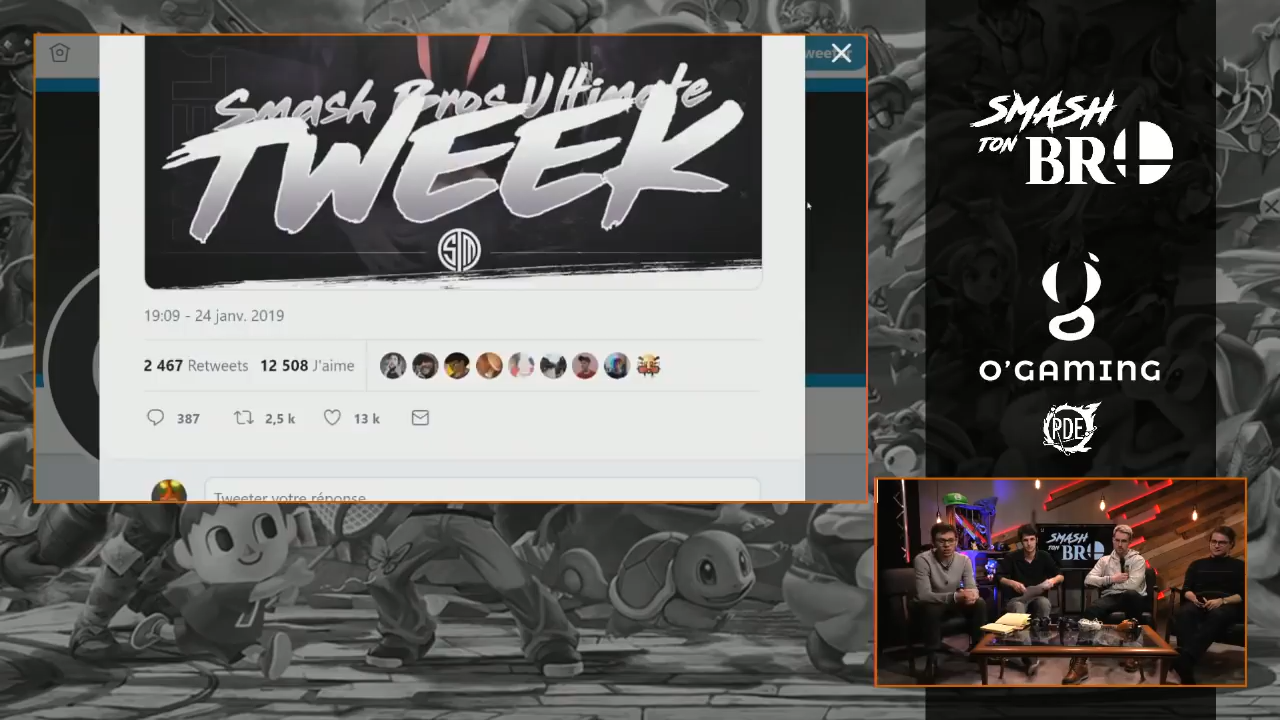 Smash Bros Ultimate
TWEEK
TSM
19:09 - 24 janv. 2019
2 467 Retweets 12 508 J'aime
387 2,5 k 13 k
Tweeter votre réponse
SMASH
TON BRO
O'GAMING
PDE
SMASH
TON BRO